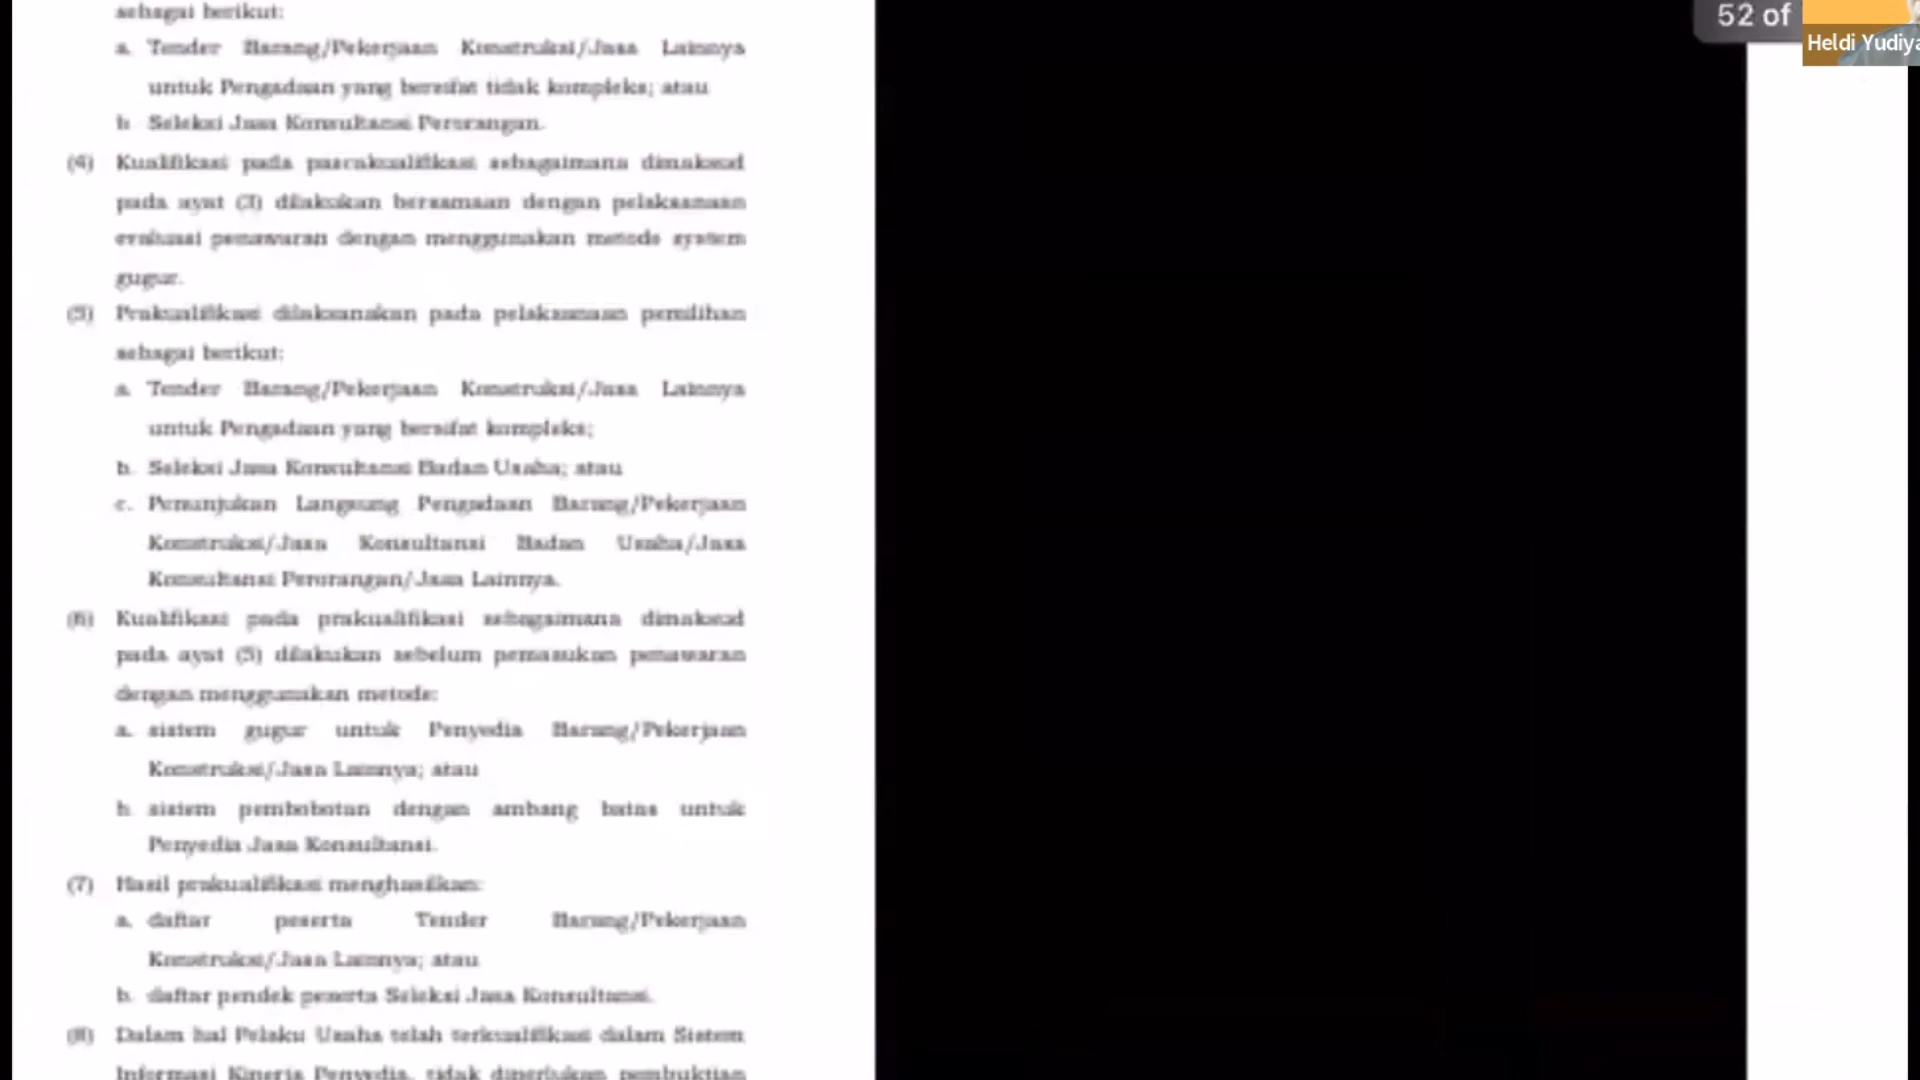 sebagai berikut:
a. Tender Barang/Pekerjaan Konstruksi/Jasa Lainnya
untuk Pengadaan yang bersifat tidak kompleks; atau
b. Seleksi Jasa Konsultansi Perorangan.
(4) Kualifikasi pada pascakualifikasi sebagaimana dimaksud
pada ayat (3) dilakukan bersamaan dengan pelaksanaan
evaluasi penawaran dengan menggunakan metode system
gugur.
(5) Prakualifikasi dilaksanakan pada pelaksanaan pemilihan
sebagai berikut:
a. Tender Barang/Pekerjaan Konstruksi/Jasa Lainnya
untuk Pengadaan yang bersifat kompleks;
b. Seleksi Jasa Konsultansi Badan Usaha; atau
c. Penunjukan Langsung Pengadaan Barang/Pekerjaan
Konstruksi/Jasa Konsultansi Badan Usaha/Jasa
Konsultansi Perorangan/Jasa Lainnya.
(6) Kualifikasi pada prakualifikasi sebagaimana dimaksud
pada ayat (5) dilakukan sebelum pemasukan penawaran
dengan menggunakan metode:
a. sistem gugur untuk Penyedia Barang/Pekerjaan
Konstruksi/Jasa Lainnya; atau
b. sistem pembobotan dengan ambang batas untuk
Penyedia Jasa Konsultansi.
(7) Hasil prakualifikasi menghasilkan:
a. daftar peserta Tender Barang/Pekerjaan
Konstruksi/Jasa Lainnya; atau
b. daftar pendek peserta Seleksi Jasa Konsultansi.
(8) Dalam hal Pelaku Usaha telah terkualifikasi dalam Sistem
Informasi Kinerja Penyedia, tidak diperlukan pembuktian
52 of
Heldi Yudiya